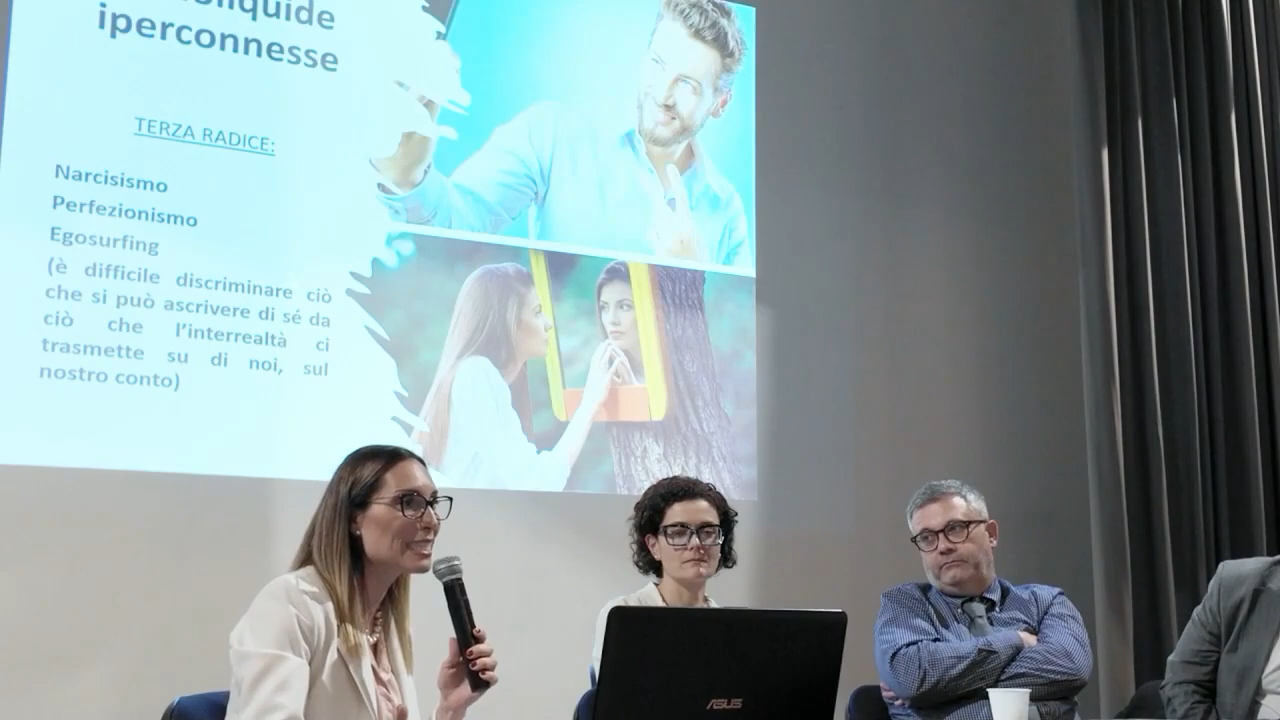 iperconnesse
TERZA RADICE:
Narcisismo
Perfezionismo
Egosurfing
(è difficile discriminare ciò
che si può ascrivere di sé da
ciò che l'interrealtà ci
trasmette su di noi, sul
nostro conto)
ASUS